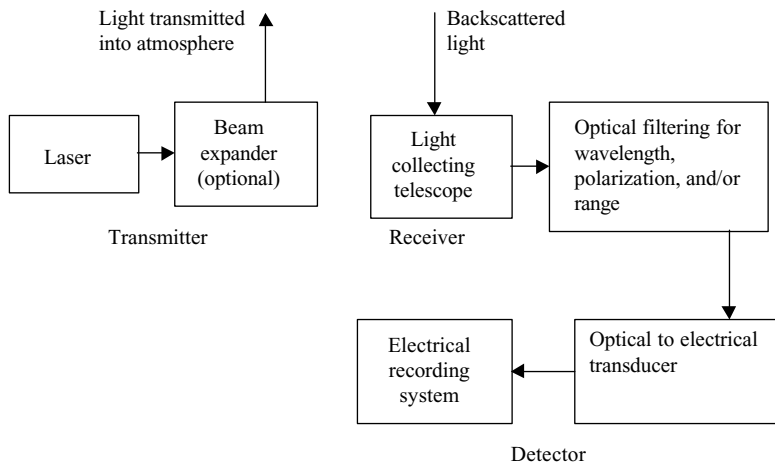 Light transmitted
into atmosphere
Backscattered
light
Laser
Beam
expander
(optional)
Light
collecting
telescope
Optical filtering for
wavelength,
polarization, and/or
range
Transmitter
Receiver
Electrical
recording
system
Optical to electrical
transducer
Detector